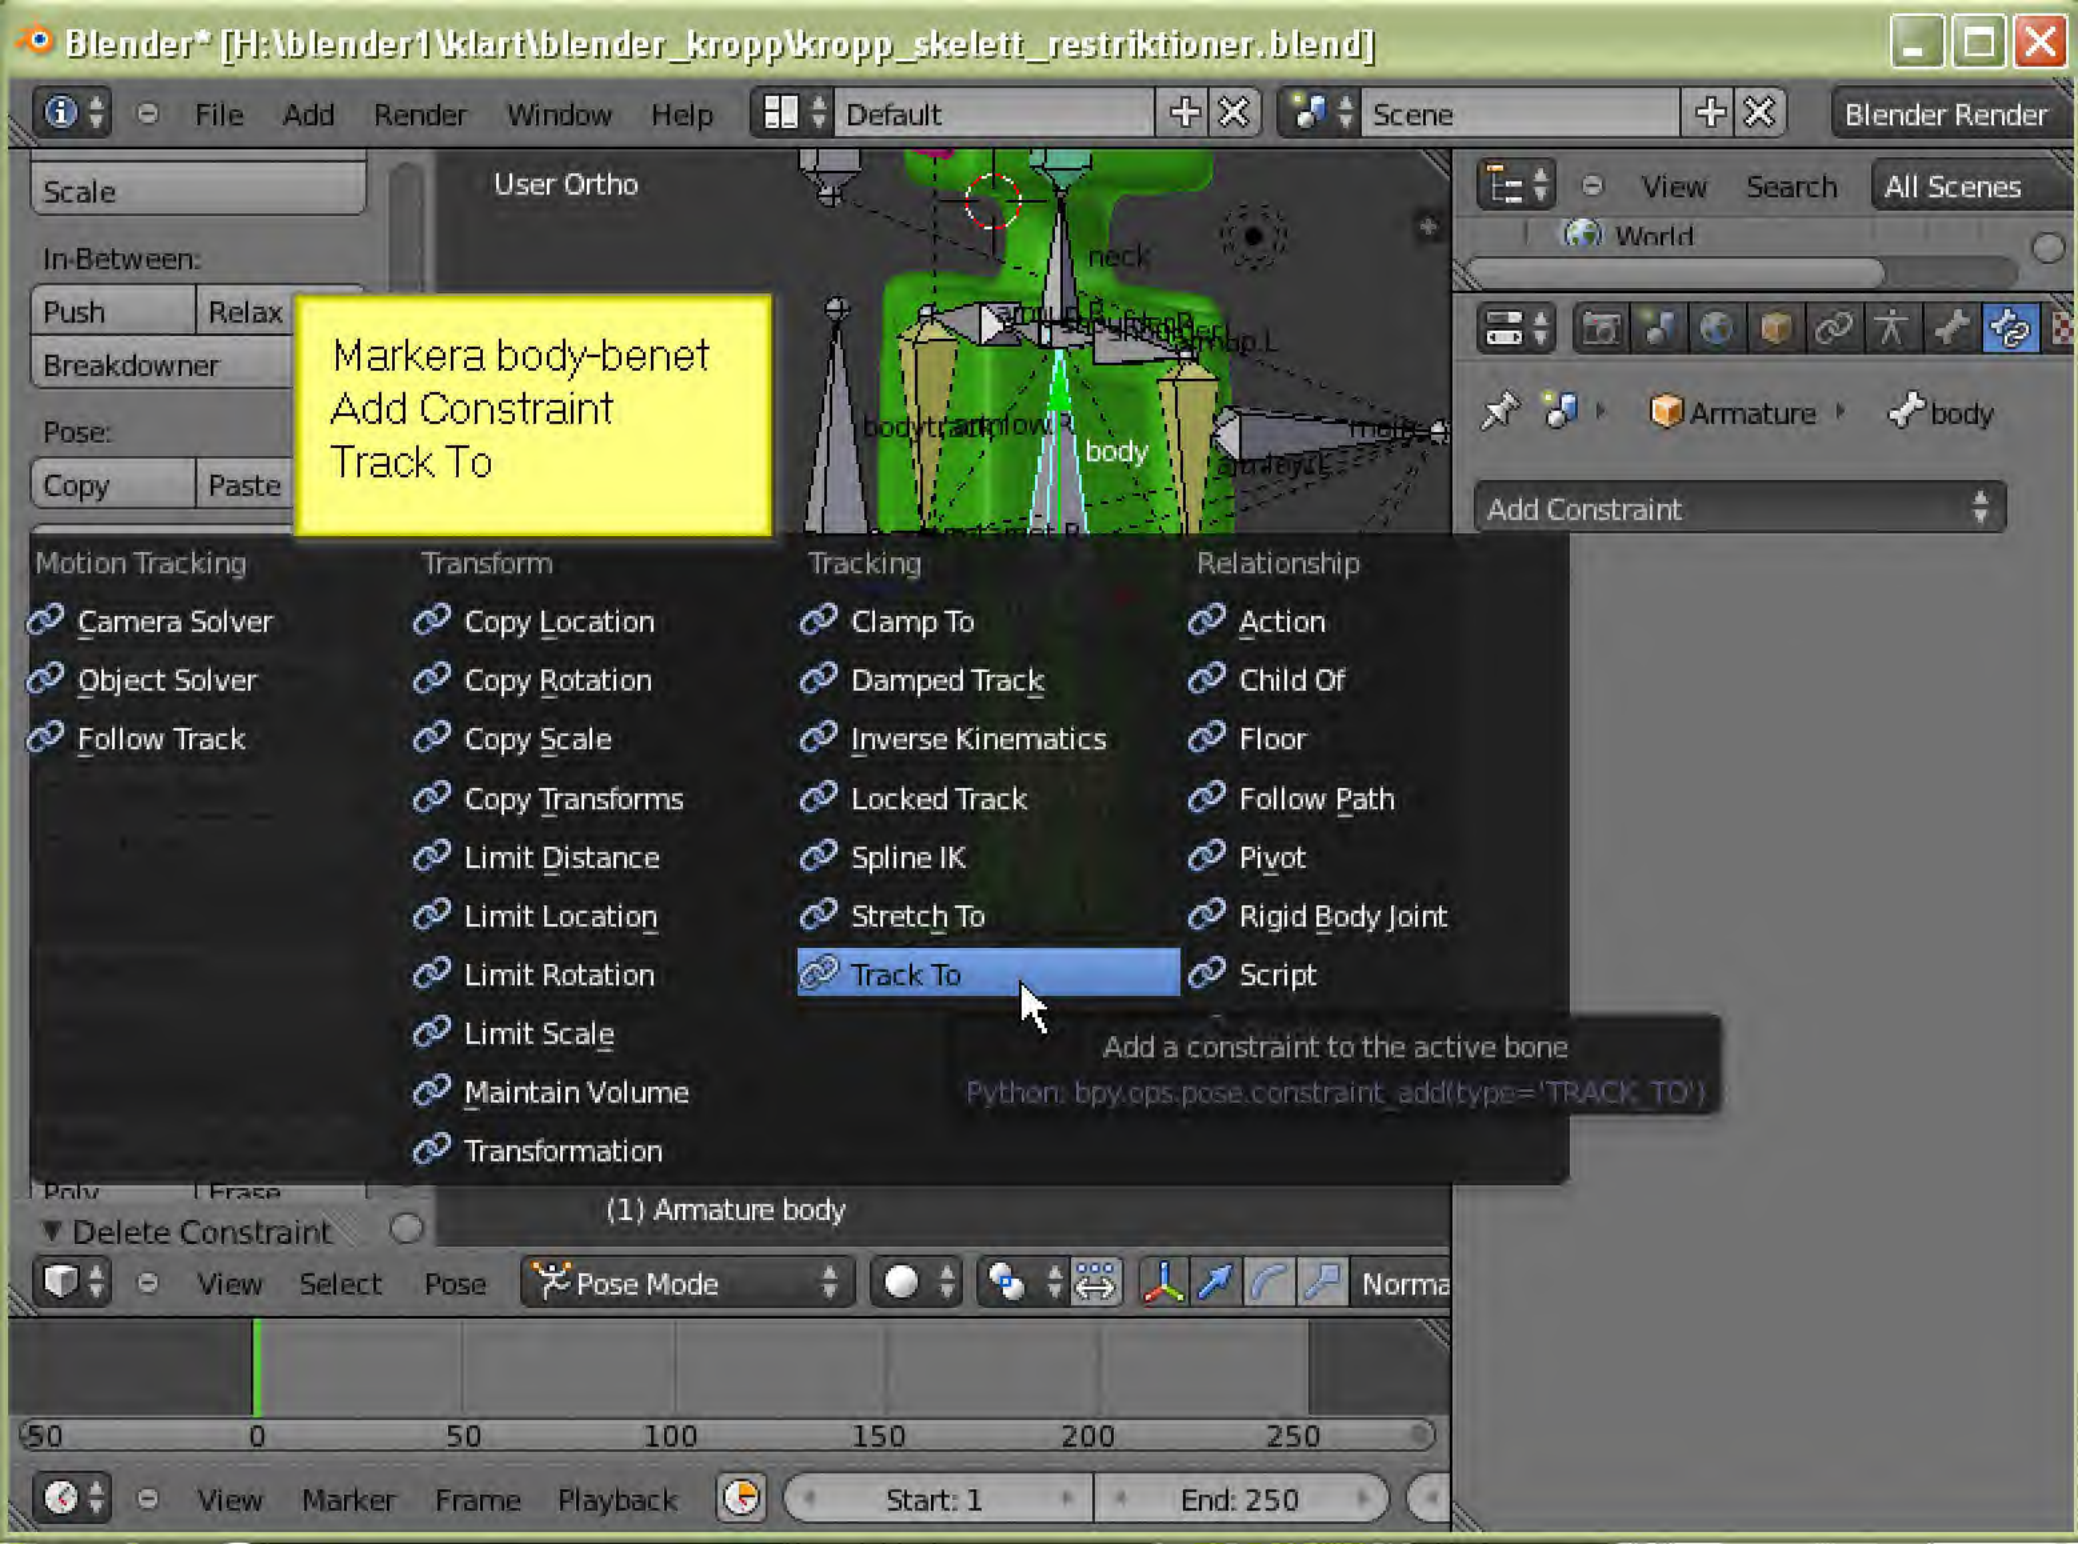 Blender* [H:\blender1\klart\blender_kropp\kropp_skelett_restriktioner.blend]
File Add Render Window Help Default Scene Blender Render
Scale
User Ortho
View Search All Scenes
World
In-Between:
neck
Push Relax
Breakdowner
Markera body-benet
Add Constraint
Track To
Pose:
Copy Paste
body
Armature body
Add Constraint
Motion Tracking Transform Tracking Relationship
Camera Solver Copy Location Clamp To Action
Object Solver Copy Rotation Damped Track Child Of
Follow Track Copy Scale Inverse Kinematics Floor
Copy Transforms Locked Track Follow Path
Limit Distance Spline IK Pivot
Limit Location Stretch To Rigid Body Joint
Limit Rotation Track To Script
Limit Scale
Add a constraint to the active bone
Maintain Volume
Python: bpy.ops.pose.constraint_add(type='TRACK_TO')
Transformation
Poly Erase
(1) Armature body
Delete Constraint
View Select Pose Pose Mode Norma
-50 0 50 100 150 200 250
View Marker Frame Playback Start: 1 End: 250